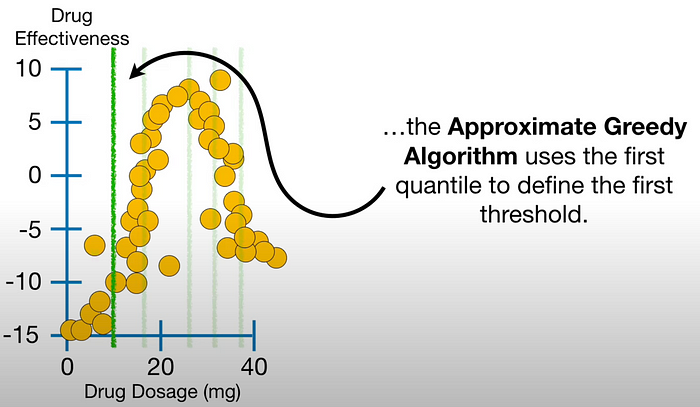 Drug
Effectiveness
10
5
0
-5
-10
-15
0
20
40
Drug Dosage (mg)
…the Approximate Greedy
Algorithm uses the first
quantile to define the first
threshold.